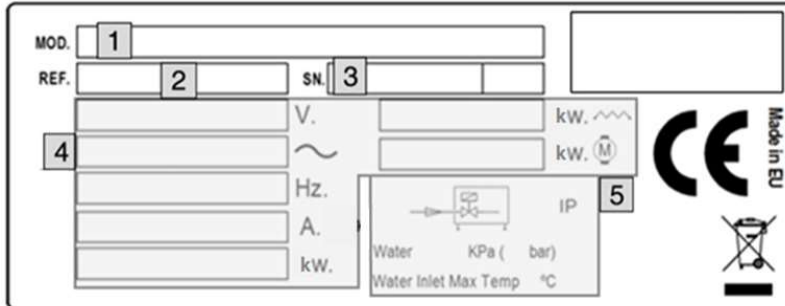 MOD. 1
REF. 2 SN. 3
V. kW.
4 kW. M
Hz. IP 5
A.
Water KPa ( bar)
kW.
Water Inlet Max Temp ºC
CE
Made in EU